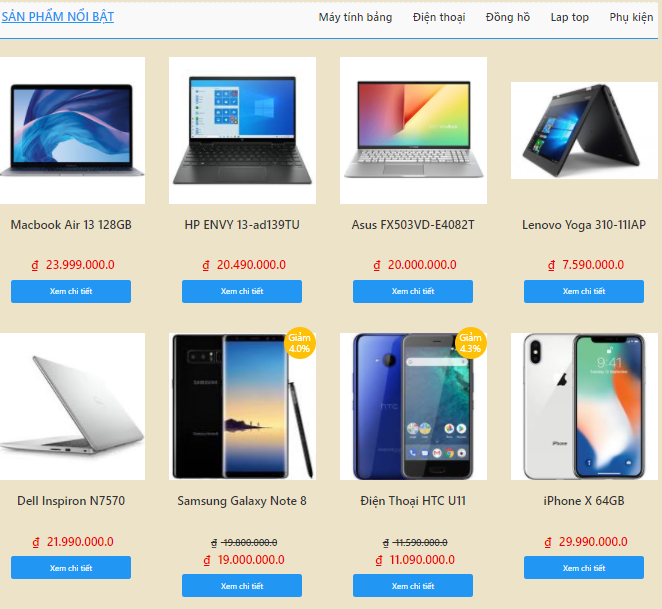 SẢN PHẨM NỔI BẬT
Máy tính bảng Điện thoại Đồng hồ Lap top Phụ kiện
Macbook Air 13 128GB
HP ENVY 13-ad139TU
Asus FX503VD-E4082T
Lenovo Yoga 310-11IAP
₫ 23.999.000.0
₫ 20.490.000.0
₫ 20.000.000.0
₫ 7.590.000.0
Xem chi tiết
Xem chi tiết
Xem chi tiết
Xem chi tiết
Giảm
4.0%
Giảm
4.3%
SAMSUNG
hTC
9:41
iPhone
Dell Inspiron N7570
Samsung Galaxy Note 8
Điện Thoại HTC U11
iPhone X 64GB
₫ 21.990.000.0
₫ 19.800.000.0
₫ 19.000.000.0
₫ 11.590.000.0
₫ 11.090.000.0
₫ 29.990.000.0
Xem chi tiết
Xem chi tiết
Xem chi tiết
Xem chi tiết